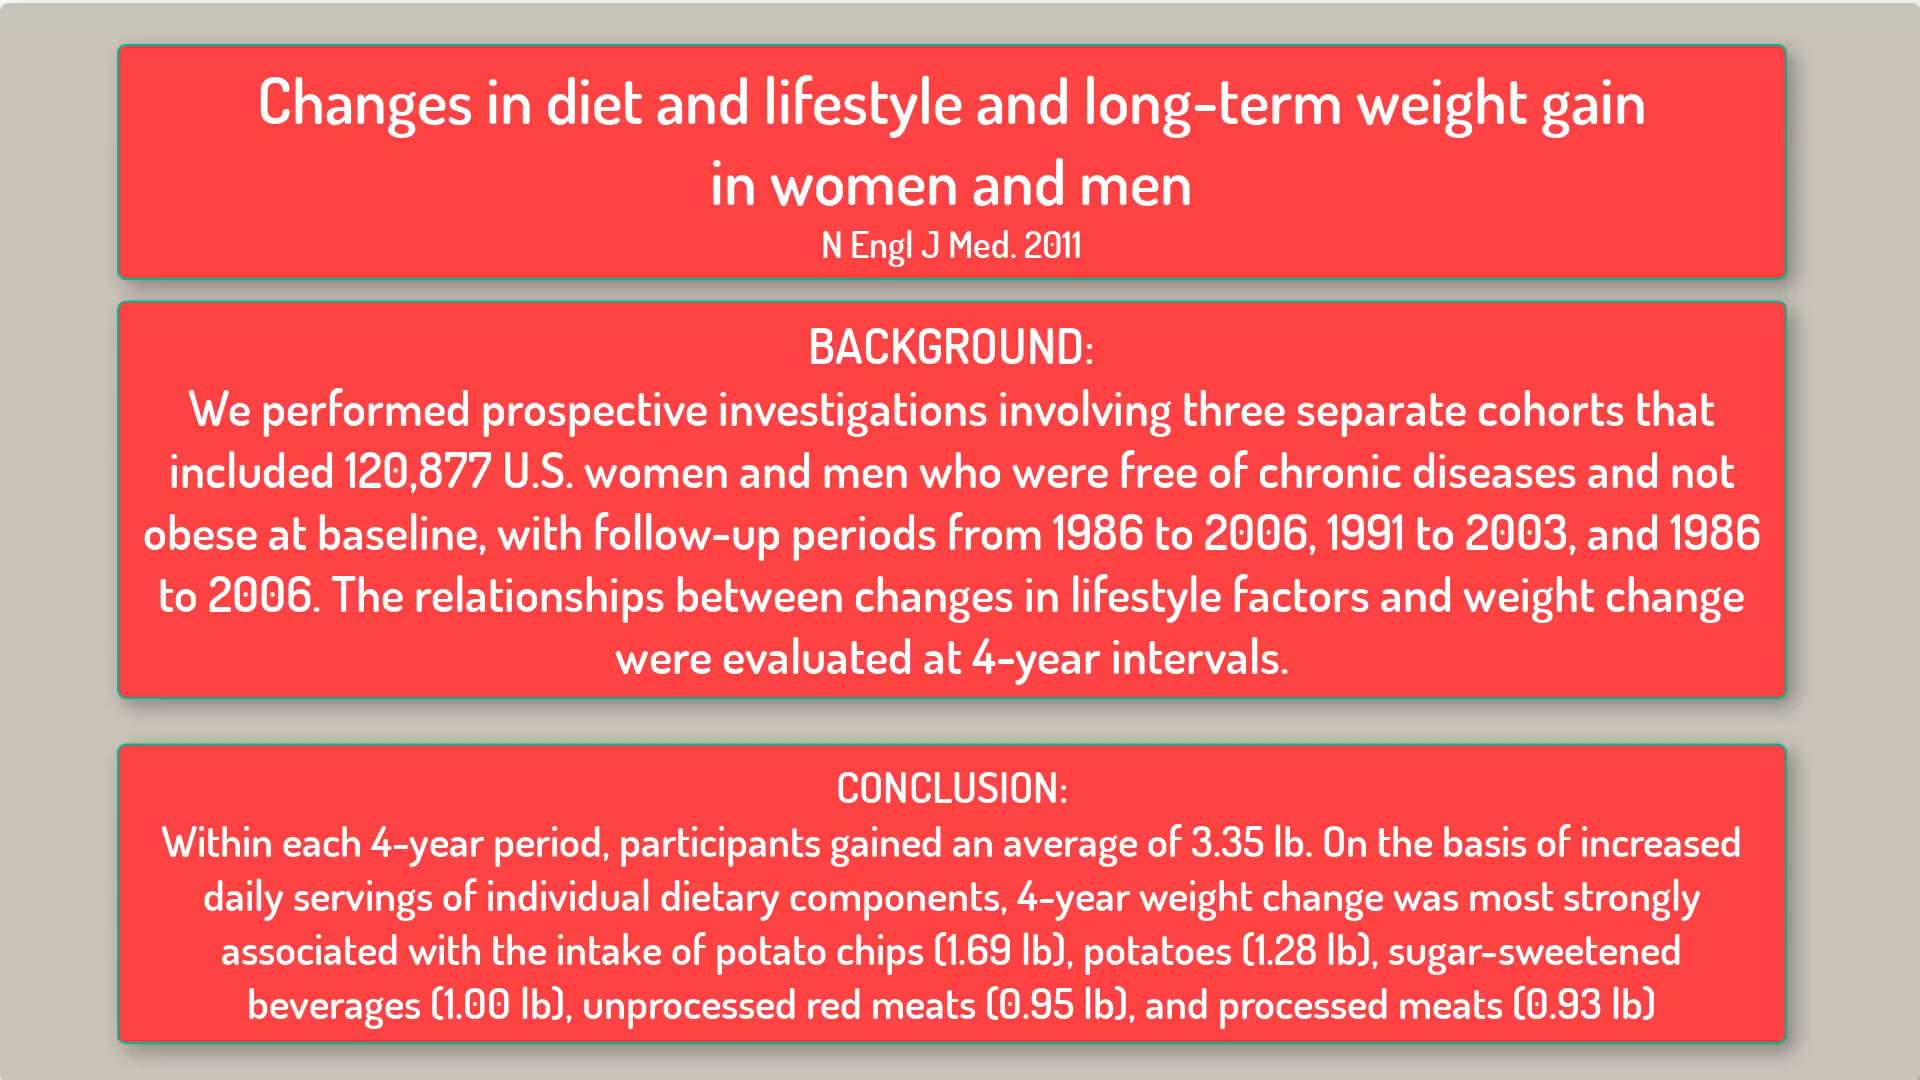 Changes in diet and lifestyle and long-term weight gain
in women and men
N Engl J Med. 2011
BACKGROUND:
We performed prospective investigations involving three separate cohorts that
included 120,877 U.S. women and men who were free of chronic diseases and not
obese at baseline, with follow-up periods from 1986 to 2006, 1991 to 2003, and 1986
to 2006. The relationships between changes in lifestyle factors and weight change
were evaluated at 4-year intervals.
CONCLUSION:
Within each 4-year period, participants gained an average of 3.35 lb. On the basis of increased
daily servings of individual dietary components, 4-year weight change was most strongly
associated with the intake of potato chips (1.69 lb), potatoes (1.28 lb), sugar-sweetened
beverages (1.00 lb), unprocessed red meats (0.95 lb), and processed meats (0.93 lb)